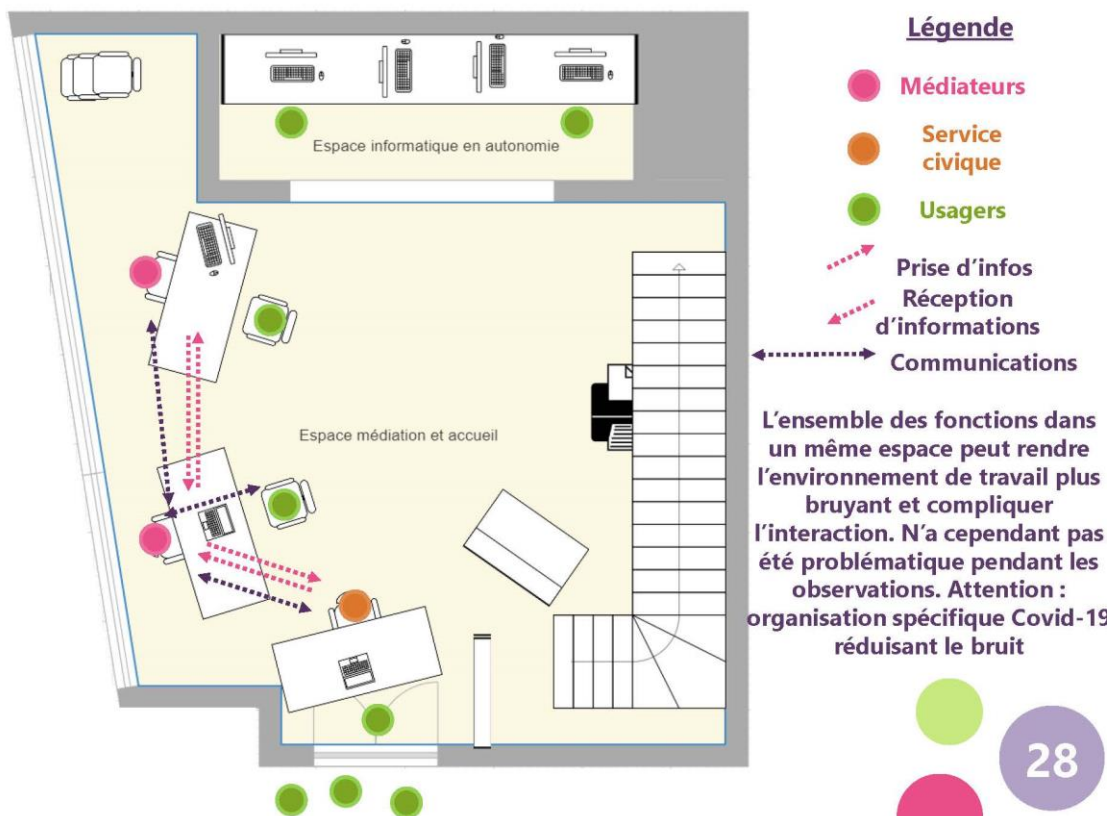 Légende
Médiateurs
Service
civique
Usagers
Prise d'infos
Réception
d'informations
Communications
Espace informatique en autonomie
Espace médiation et accueil
L'ensemble des fonctions dans
un même espace peut rendre
l'environnement de travail plus
bruyant et compliquer
l'interaction. N'a cependant pas
été problématique pendant les
observations. Attention :
organisation spécifique Covid-19
réduisant le bruit
28